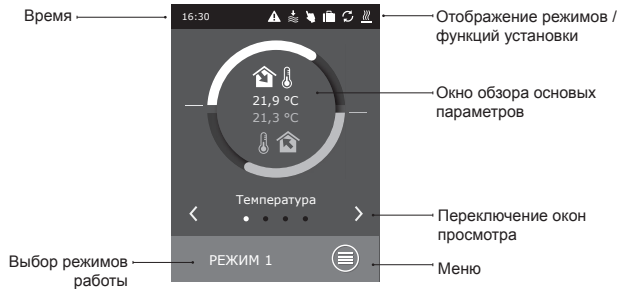 Время
16:30
Отображение режимов /
функций установки
21,9 °C
21,3 °C
Окно обзора основых
параметров
Температура
Переключение окон
просмотра
Выбор режимов
работы
РЕЖИМ 1
Меню